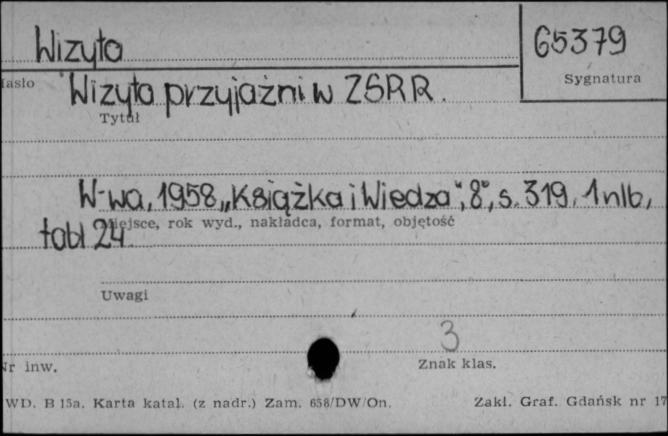 Wizyta
65379
Hasło
Sygnatura
Wizyta przyjaźni w ZSRR.
Tytuł
W-wa, 1958, „Książka i Wiedza", 8°, s. 319, 1 nlb,
Miejsce, rok wyd., nakładca, format, objętość
tabl 24
Uwagi
3
Nr inw.
Znak klas.
WD. B 15a. Karta katal. (z nadr.) Zam. 658/DW/On.
Zakł. Graf. Gdańsk nr 17